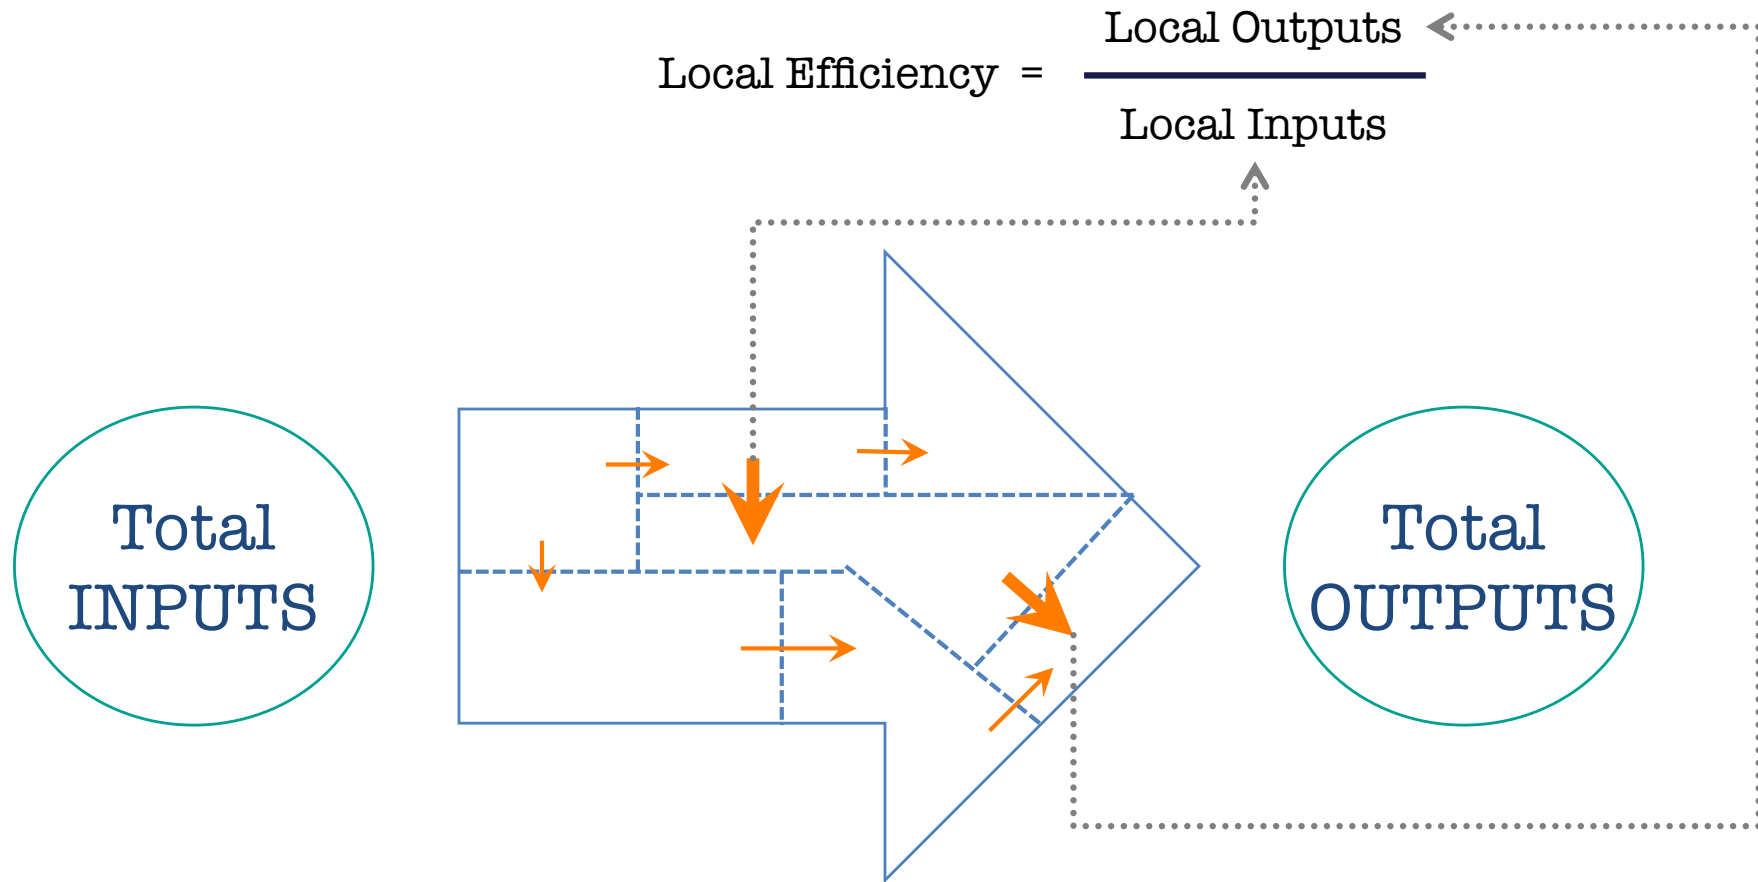 Local Outputs
Local Efficiency =
Local Inputs
Total
INPUTS
Total
OUTPUTS